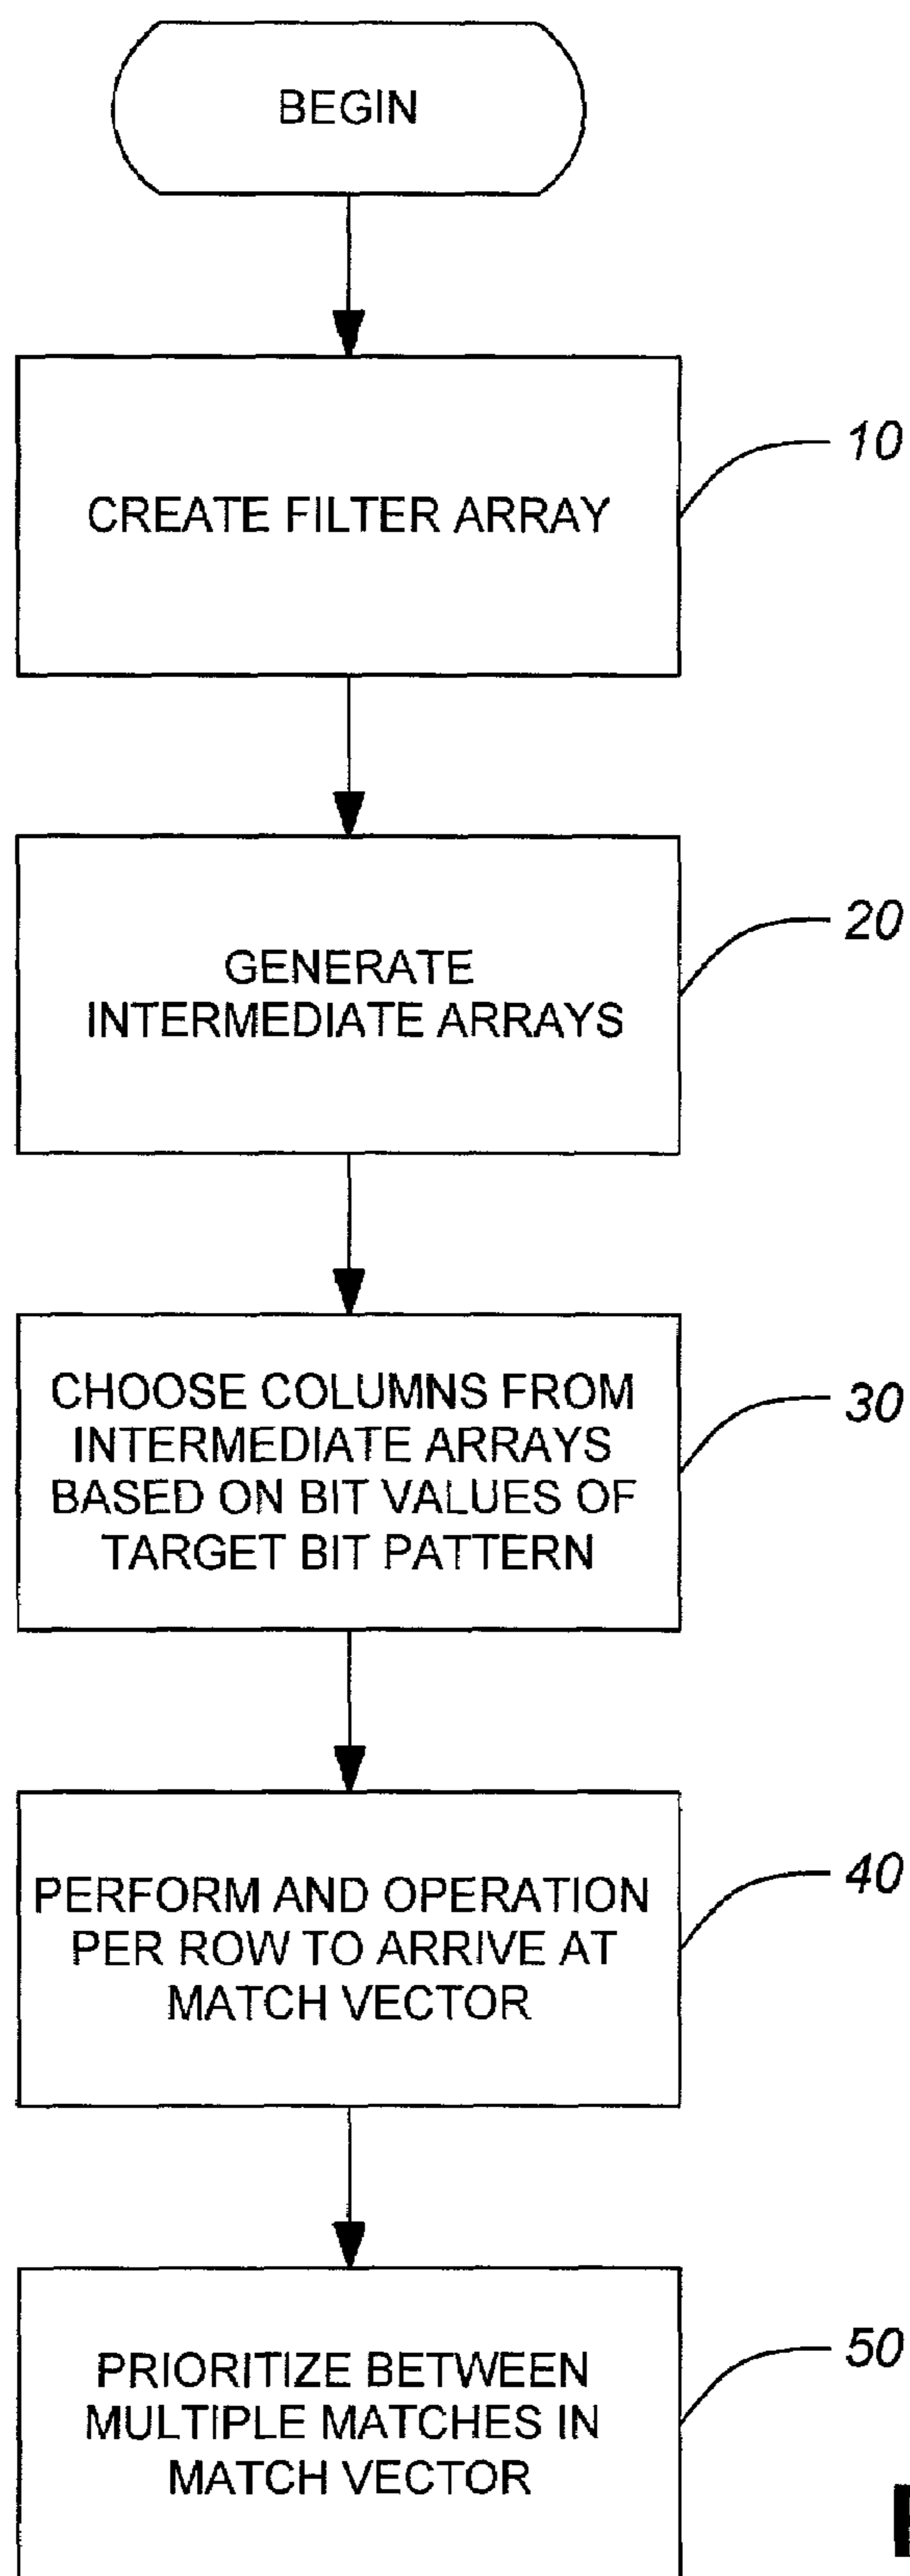 BEGIN
CREATE FILTER ARRAY
10
GENERATE
INTERMEDIATE ARRAYS
20
CHOOSE COLUMNS FROM
INTERMEDIATE ARRAYS
BASED ON BIT VALUES OF
TARGET BIT PATTERN
30
PERFORM AND OPERATION
PER ROW TO ARRIVE AT
MATCH VECTOR
40
PRIORITIZE BETWEEN
MULTIPLE MATCHES IN
MATCH VECTOR
50